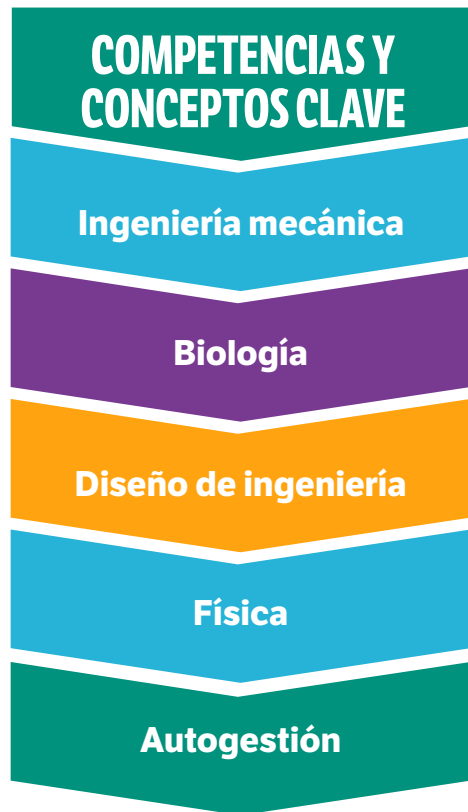 COMPETENCIAS Y
CONCEPTOS CLAVE
Ingeniería mecánica
Biología
Diseño de ingeniería
Física
Autogestión